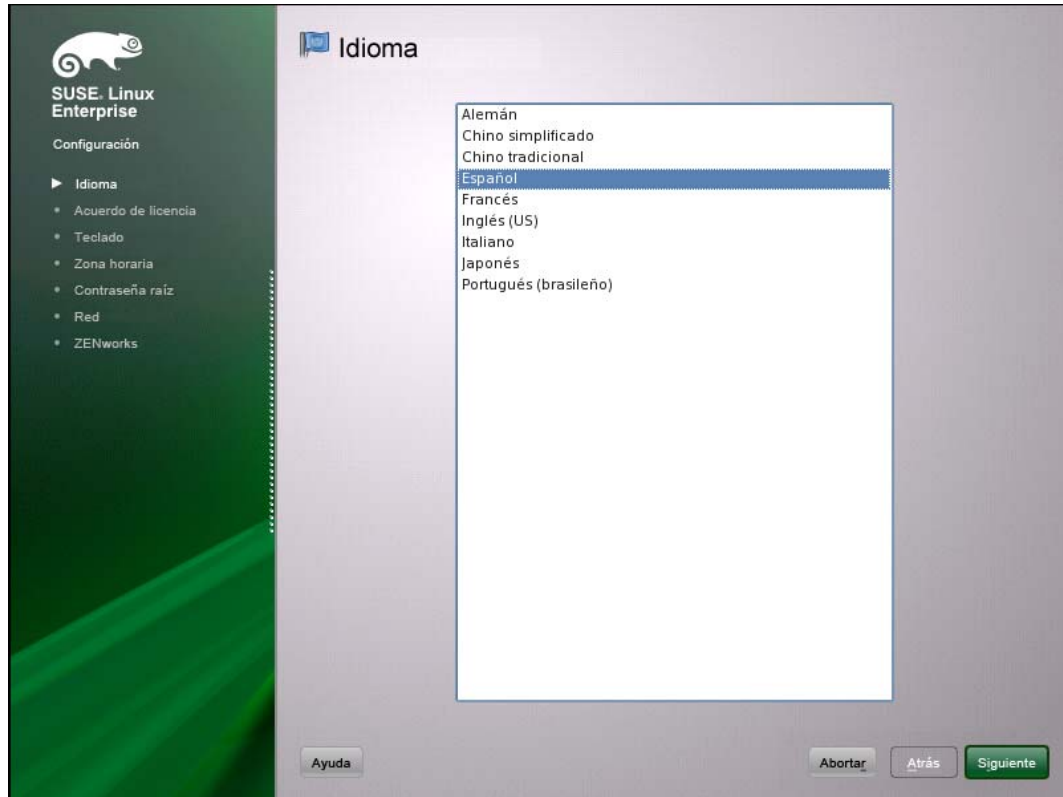 SUSE. Linux
Enterprise
Configuración
Idioma
Acuerdo de licencia
Teclado
Zona horaria
Contraseña raíz
Red
ZENworks
Idioma
Alemán
Chino simplificado
Chino tradicional
Español
Francés
Inglés (US)
Italiano
Japonés
Portugués (brasileño)
Ayuda
Abortar
Atrás
Siguiente